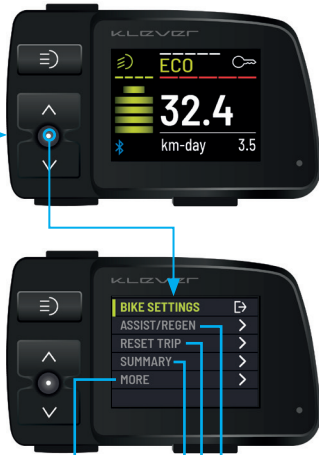 KLEVER
ECO
32.4
km-day 3.5
KLEVER
BIKE SETTINGS
ASSIST/REGEN
RESET TRIP
SUMMARY
MORE